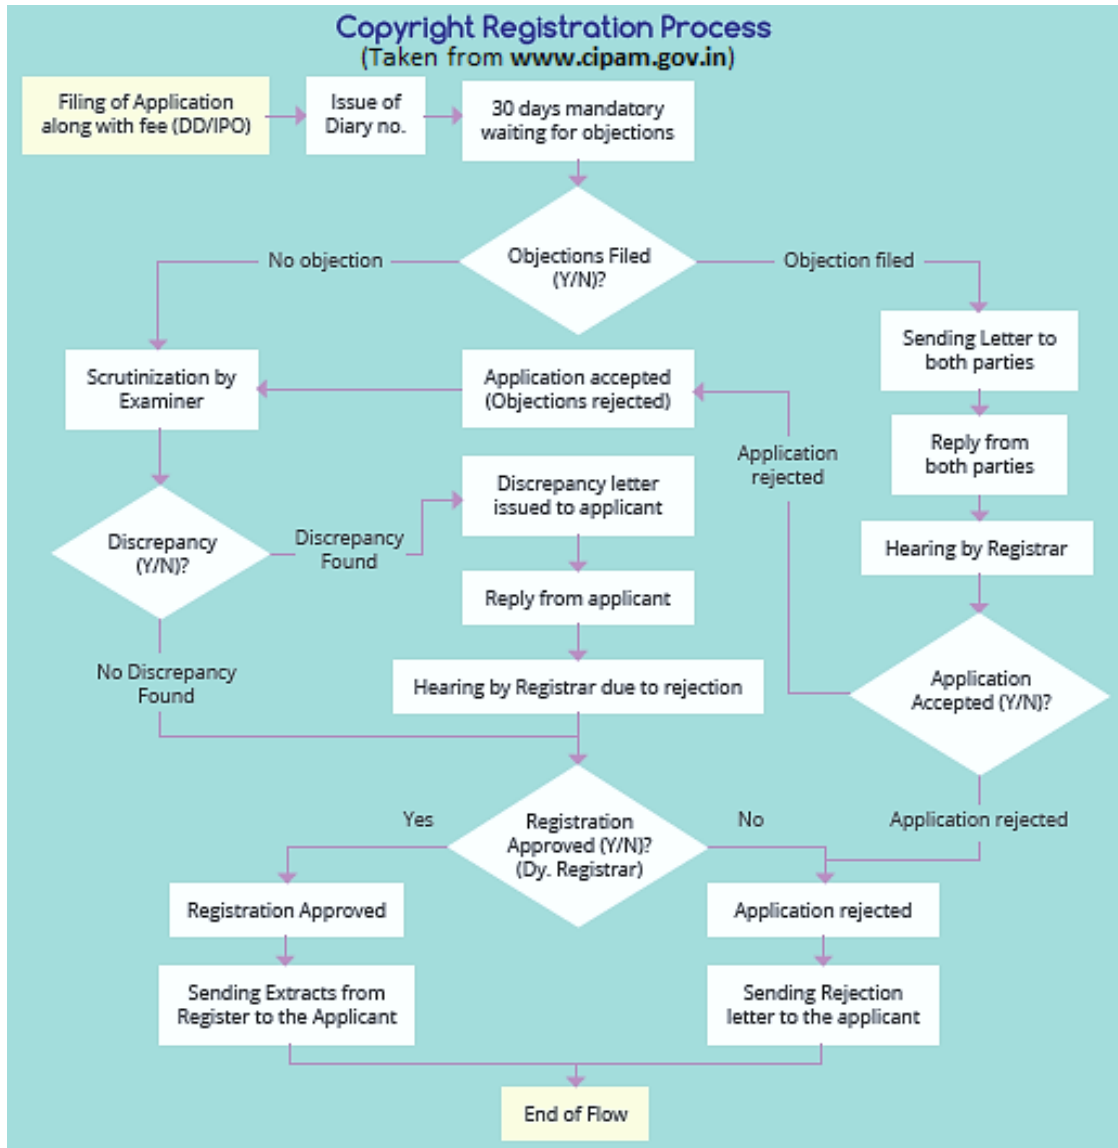 Copyright Registration Process
(Taken from www.cipam.gov.in)
Filing of Application
along with fee (DD/IPO)
Issue of
Diary no.
30 days mandatory
waiting for objections
Objections Filed
(Y/N)?
No objection
Objection filed
Sending Letter to
both parties
Scrutinization by
Examiner
Application accepted
(Objections rejected)
Reply from
both parties
Application
rejected
Discrepancy letter
issued to applicant
Discrepancy
(Y/N)?
Discrepancy
Found
Hearing by Registrar
Reply from applicant
No Discrepancy
Found
Hearing by Registrar due to rejection
Application
Accepted (Y/N)?
Yes
Registration
Approved (Y/N)?
(Dy. Registrar)
No
Application rejected
Registration Approved
Application rejected
Sending Extracts from
Register to the Applicant
Sending Rejection
letter to the applicant
End of Flow